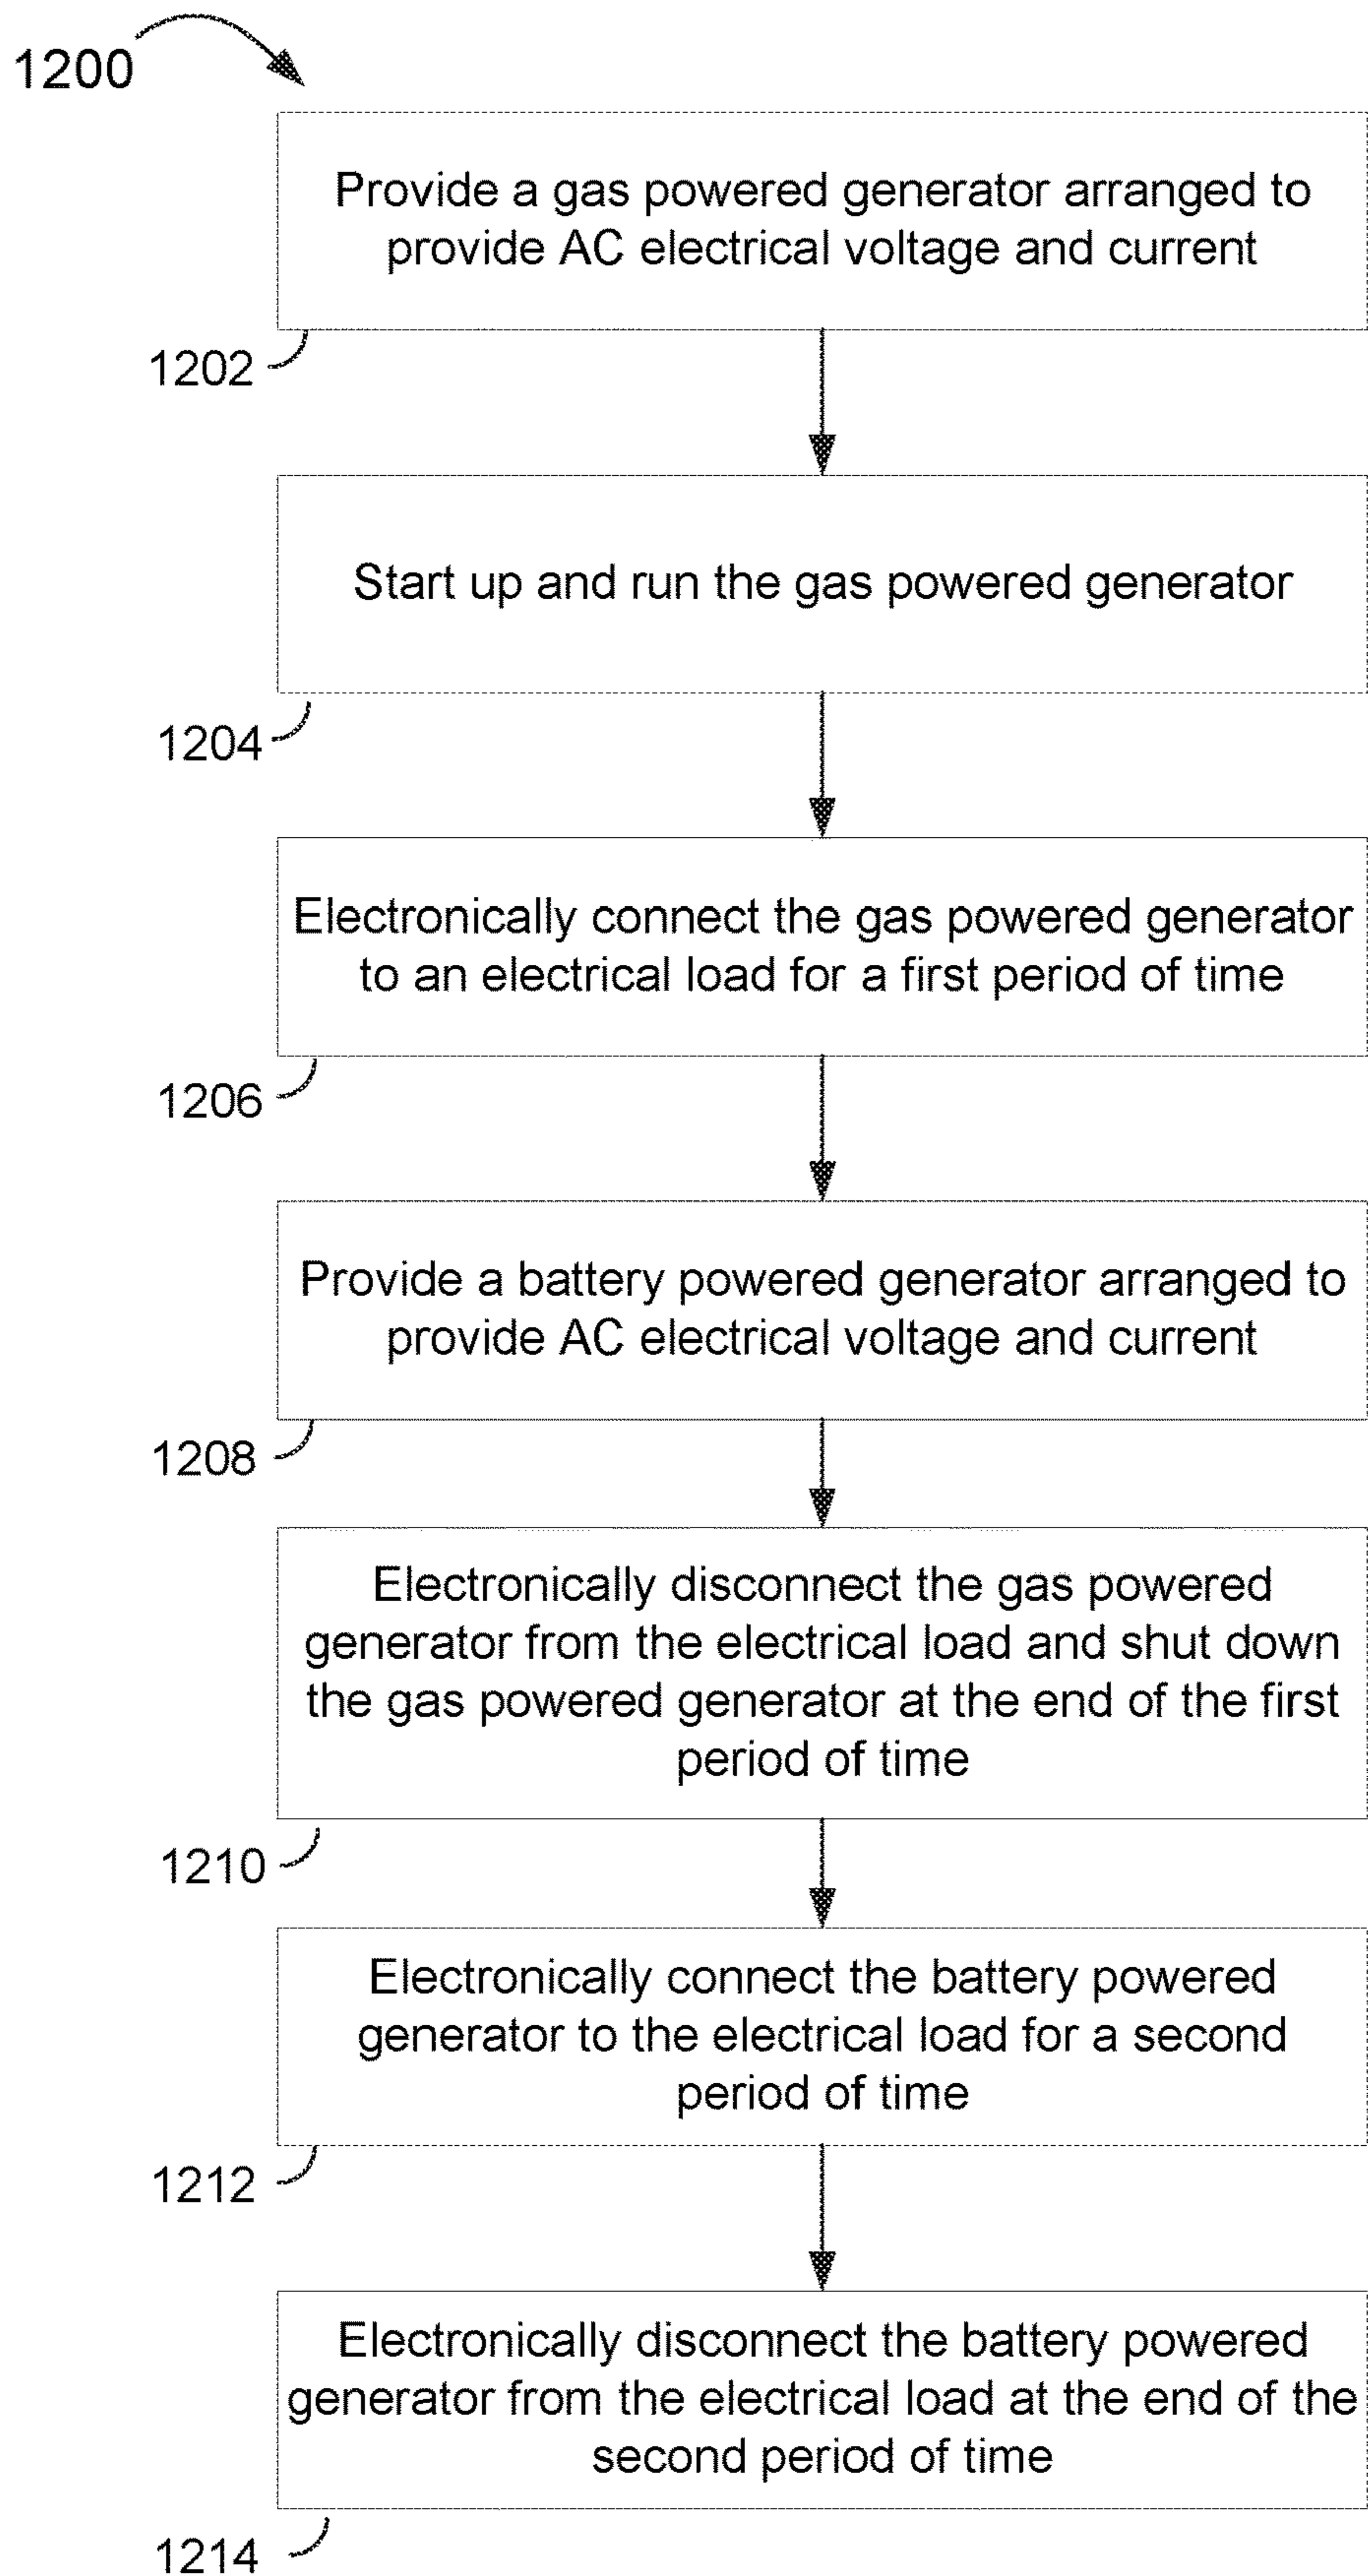 1200
Provide a gas powered generator arranged to
provide AC electrical voltage and current
1202
Start up and run the gas powered generator
1204
Electronically connect the gas powered generator
to an electrical load for a first period of time
1206
Provide a battery powered generator arranged to
provide AC electrical voltage and current
1208
Electronically disconnect the gas powered
generator from the electrical load and shut down
the gas powered generator at the end of the first
period of time
1210
Electronically connect the battery powered
generator to the electrical load for a second
period of time
1212
Electronically disconnect the battery powered
generator from the electrical load at the end of the
second period of time
1214